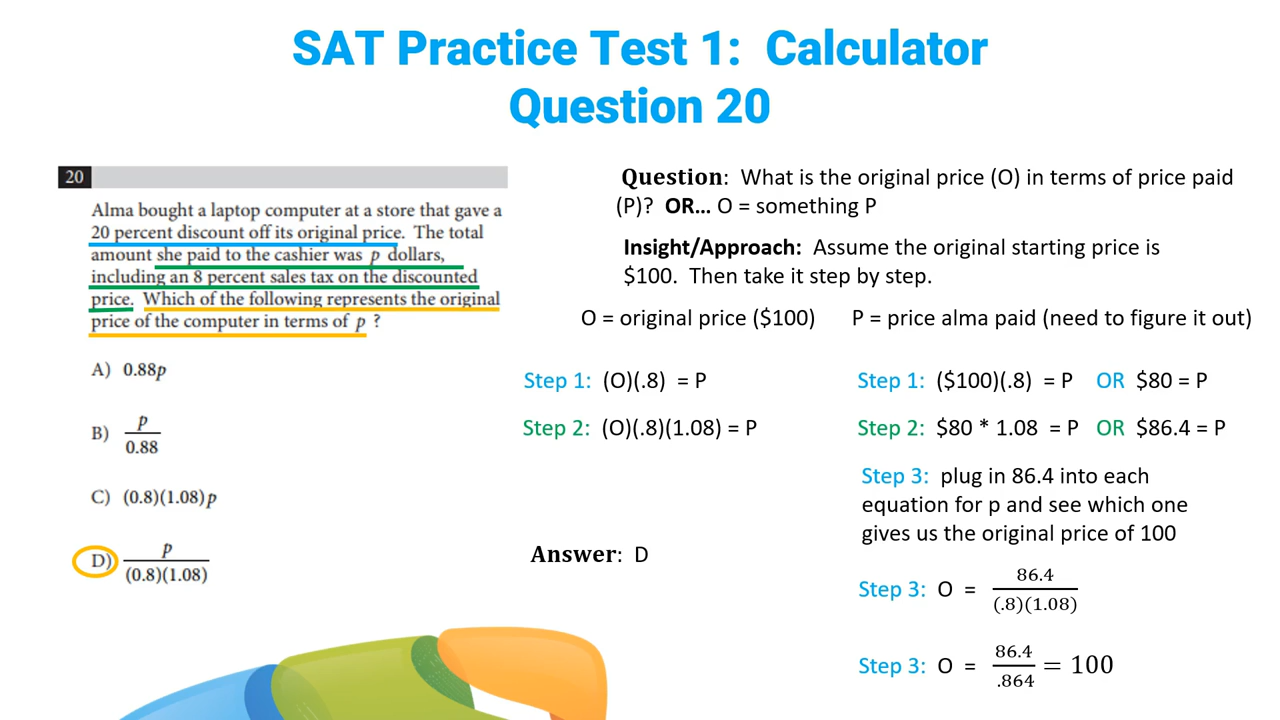 SAT Practice Test 1: Calculator
Question 20
20
Alma bought a laptop computer at a store that gave a
20 percent discount off its original price. The total
amount she paid to the cashier was p dollars,
including an 8 percent sales tax on the discounted
price. Which of the following represents the original
price of the computer in terms of p ?
A) 0.88p
B) p
0.88
C) (0.8)(1.08)p
D) p
(0.8)(1.08)
Question: What is the original price (O) in terms of price paid
(P)? OR... O = something P
Insight/Approach: Assume the original starting price is
$100. Then take it step by step.
O = original price ($100) P = price alma paid (need to figure it out)
Step 1: (O)(.8) = P
Step 2: (O)(.8)(1.08) = P
Answer: D
Step 1: ($100)(.8) = P OR $80 = P
Step 2: $80 * 1.08 = P OR $86.4 = P
Step 3: plug in 86.4 into each
equation for p and see which one
gives us the original price of 100
Step 3: O = 86.4
(.8)(1.08)
Step 3: O = 86.4 = 100
.864